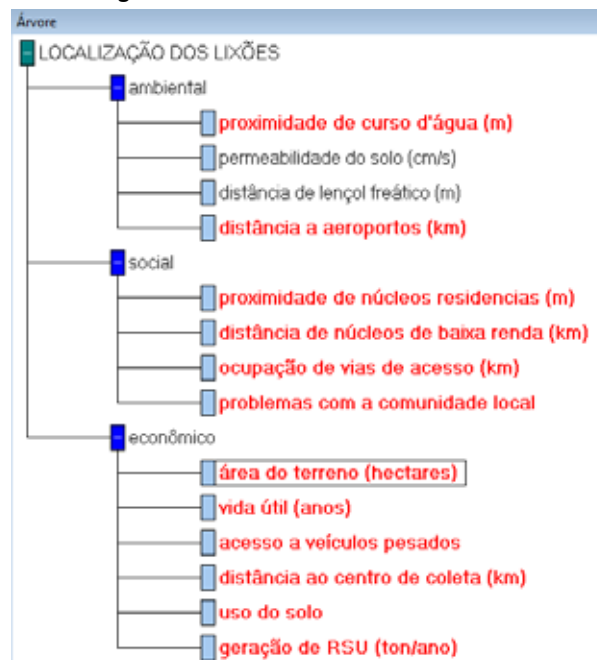 Árvore
LOCALIZAÇÃO DOS LIXÕES
ambiental
proximidade de curso d'água (m)
permeabilidade do solo (cm/s)
distância de lençol freático (m)
distância a aeroportos (km)
social
proximidade de núcleos residencias (m)
distância de núcleos de baixa renda (km)
ocupação de vias de acesso (km)
problemas com a comunidade local
econômico
área do terreno (hectares)
vida útil (anos)
acesso a veículos pesados
distância ao centro de coleta (km)
uso do solo
geração de RSU (ton/ano)